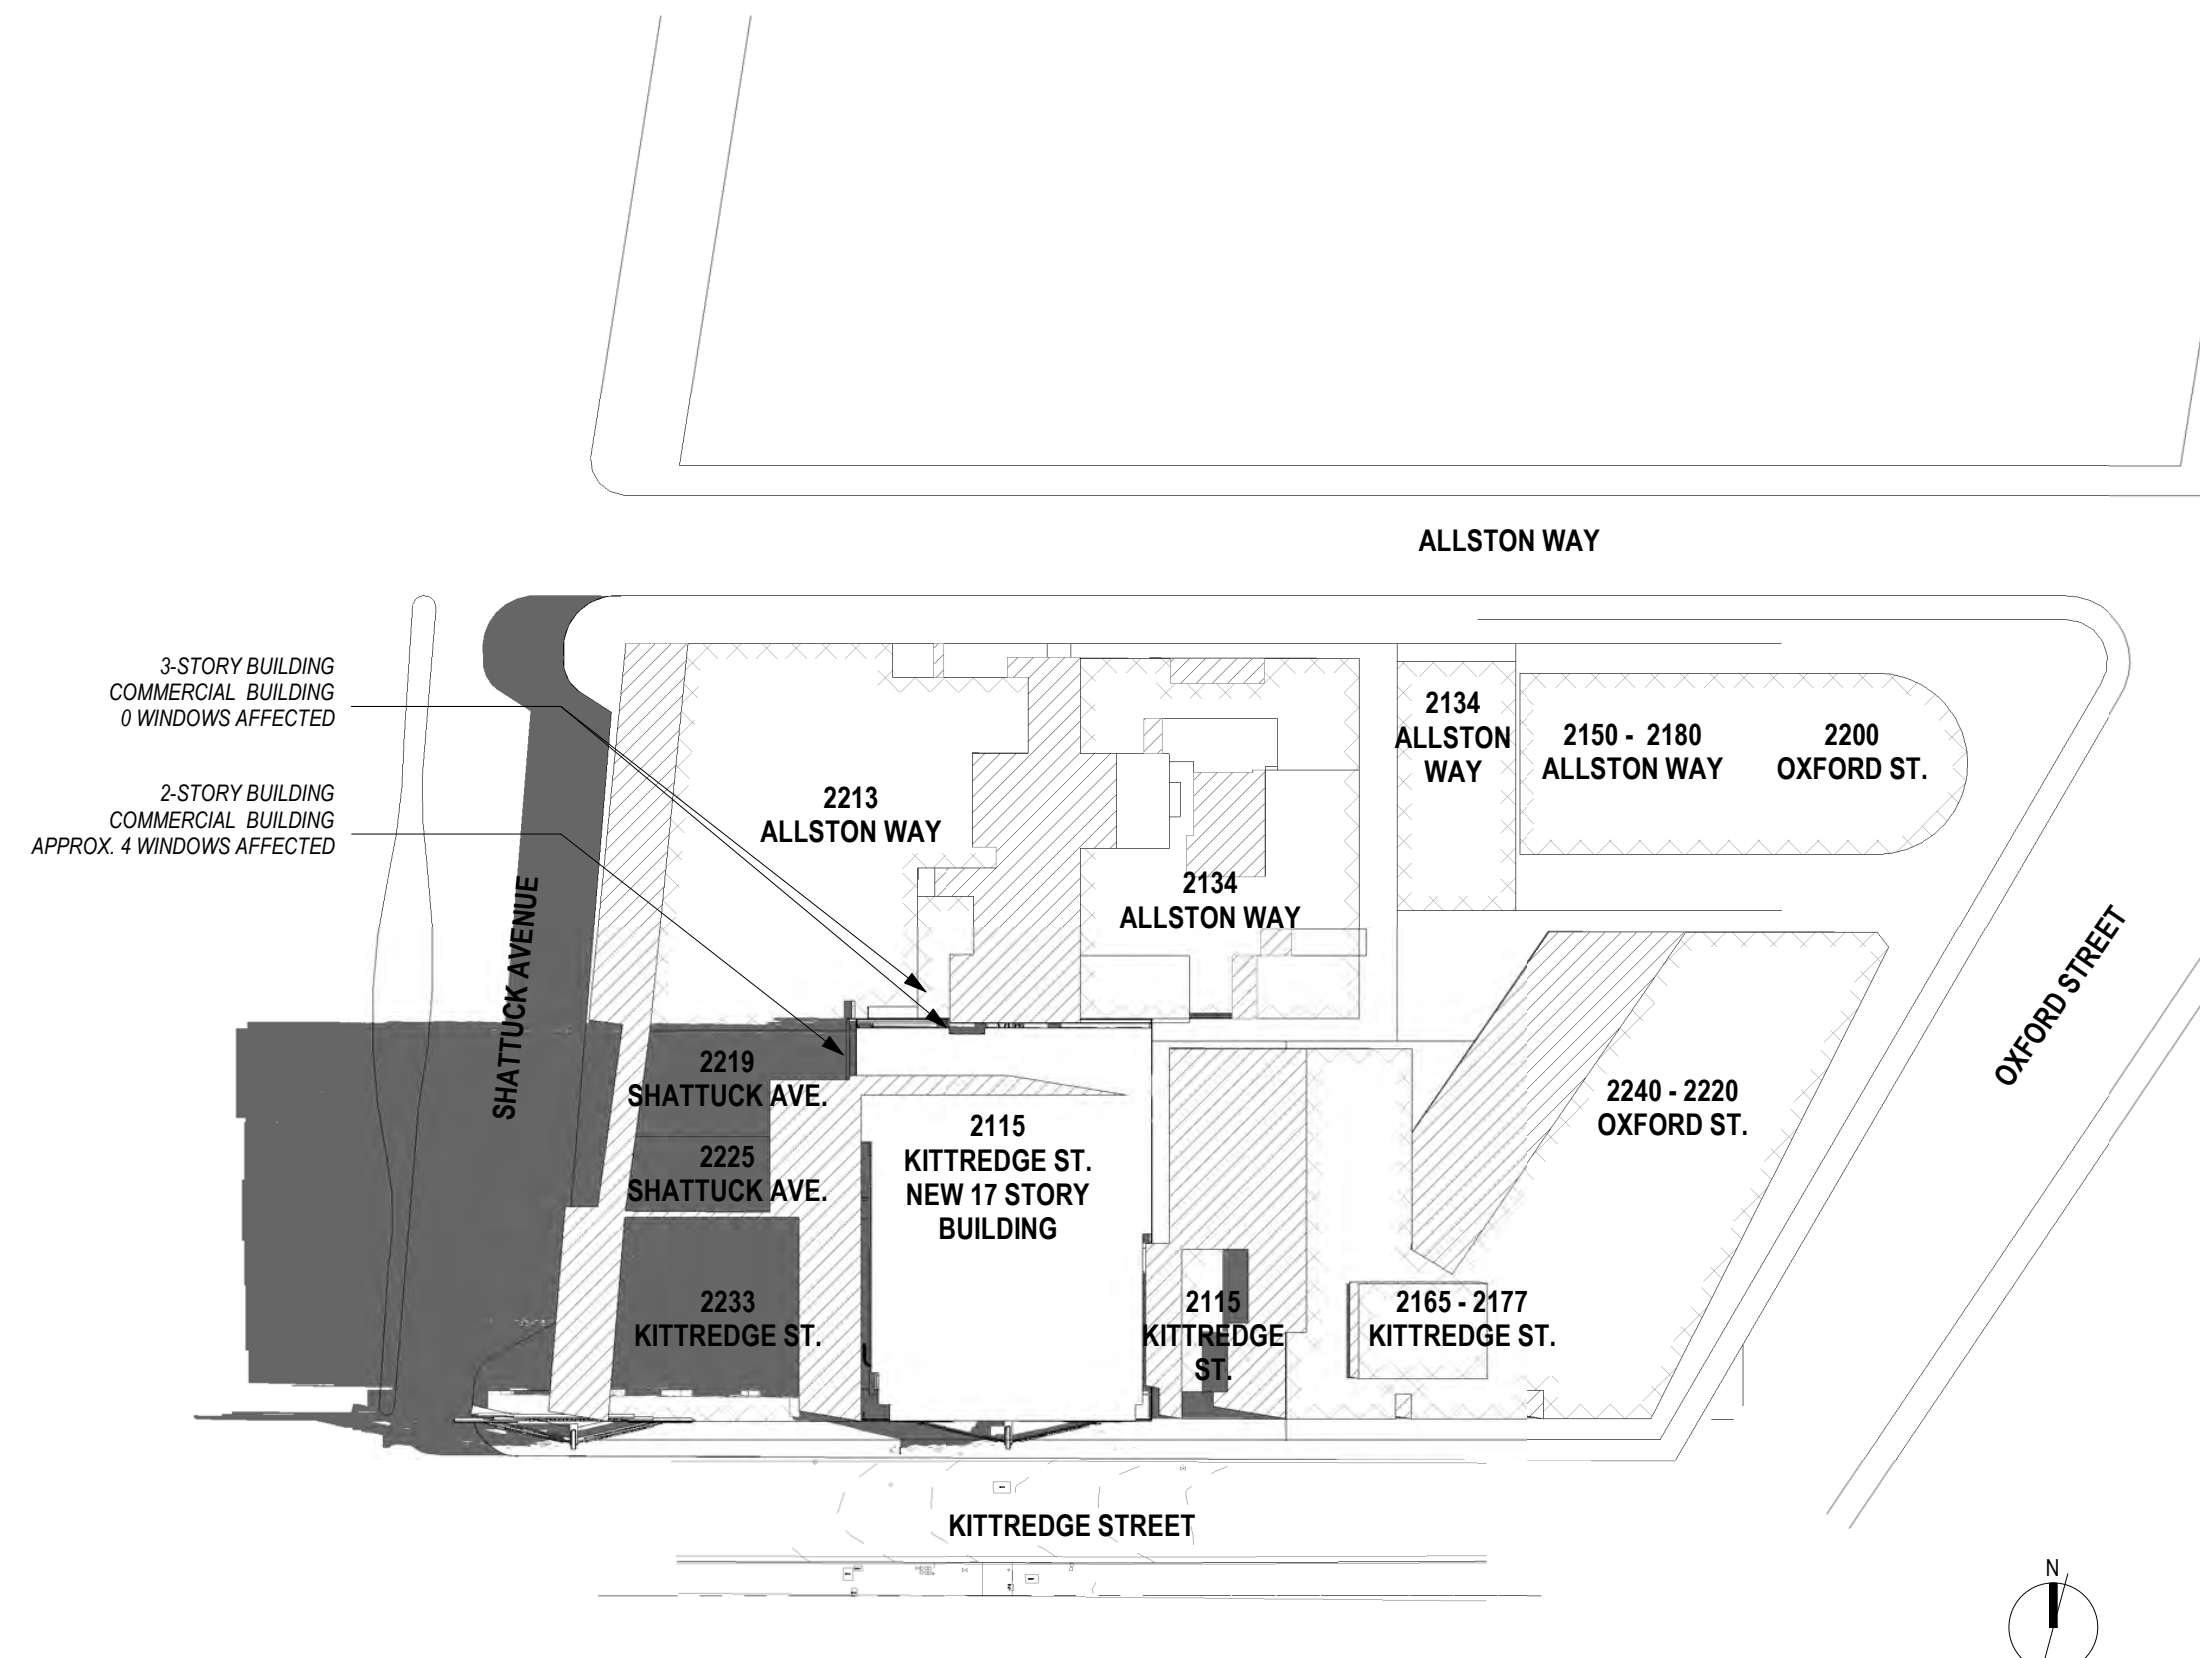 ALLSTON WAY
3-STORY BUILDING
COMMERCIAL BUILDING
0 WINDOWS AFFECTED
2-STORY BUILDING
COMMERCIAL BUILDING
APPROX. 4 WINDOWS AFFECTED
SHATTUCK AVENUE
2213
ALLSTON WAY
2134
ALLSTON WAY
2134
ALLSTON
WAY
2150 - 2180
ALLSTON WAY
2200
OXFORD ST.
OXFORD STREET
2219
SHATTUCK AVE.
2225
SHATTUCK AVE.
2233
KITTREDGE ST.
2115
KITTREDGE ST.
NEW 17 STORY
BUILDING
2115
KITTREDGE
ST.
2165 - 2177
KITTREDGE ST.
2240 - 2220
OXFORD ST.
KITTREDGE STREET
N